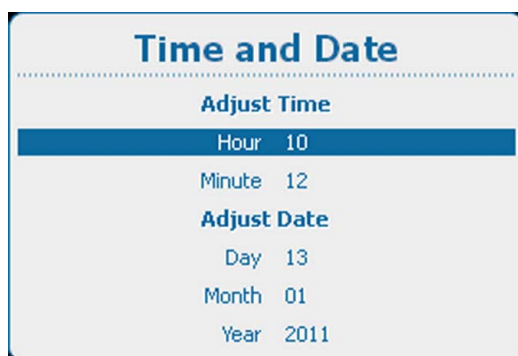 Time and Date
Adjust Time
Hour 10
Minute 12
Adjust Date
Day 13
Month 01
Year 2011